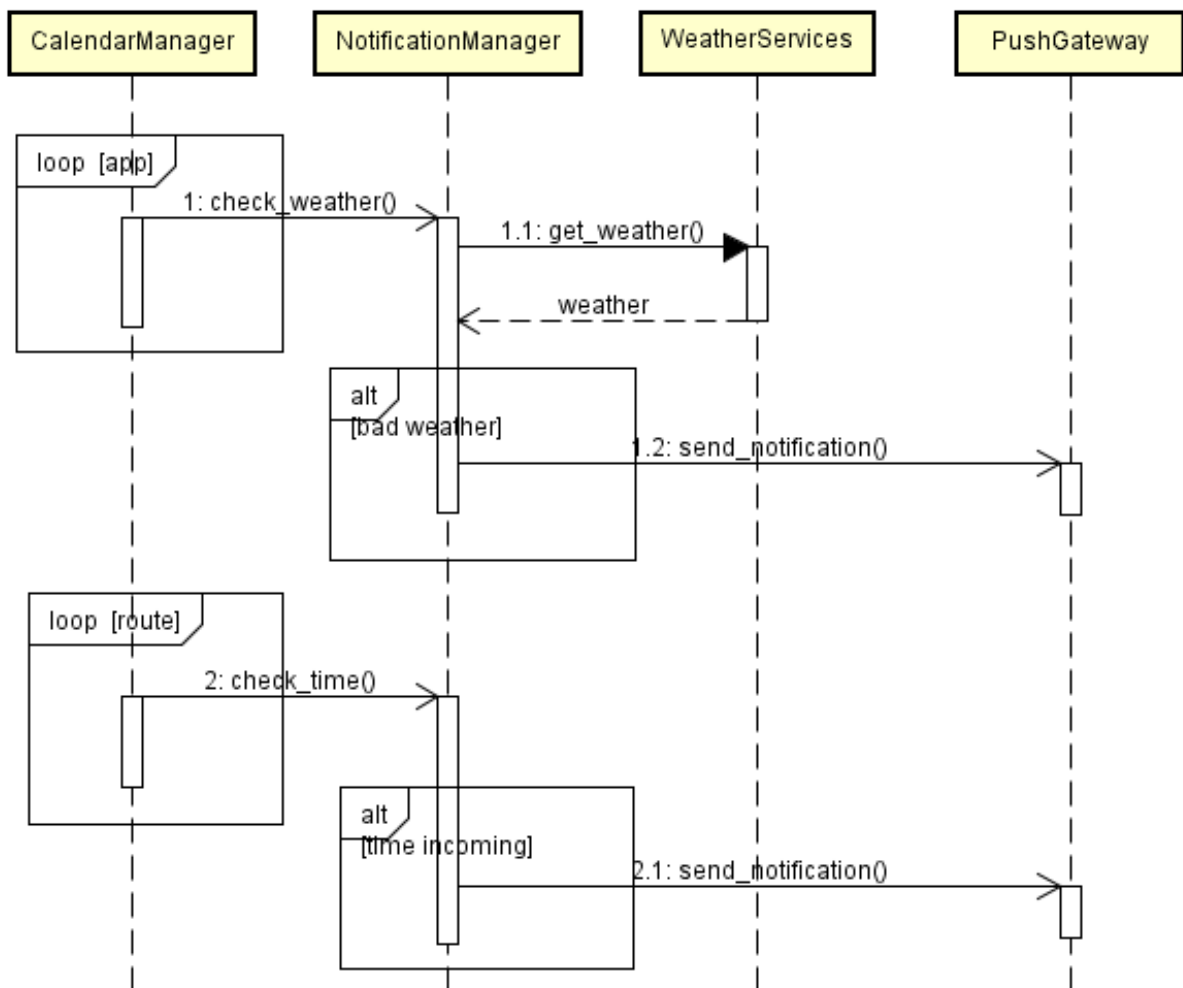 CalendarManager
NotificationManager
WeatherServices
PushGateway
loop [app]
1: check_weather()
1.1: get_weather()
weather
alt
[bad weather]
1.2: send_notification()
loop [route]
2: check_time()
alt
[time incoming]
2.1: send_notification()